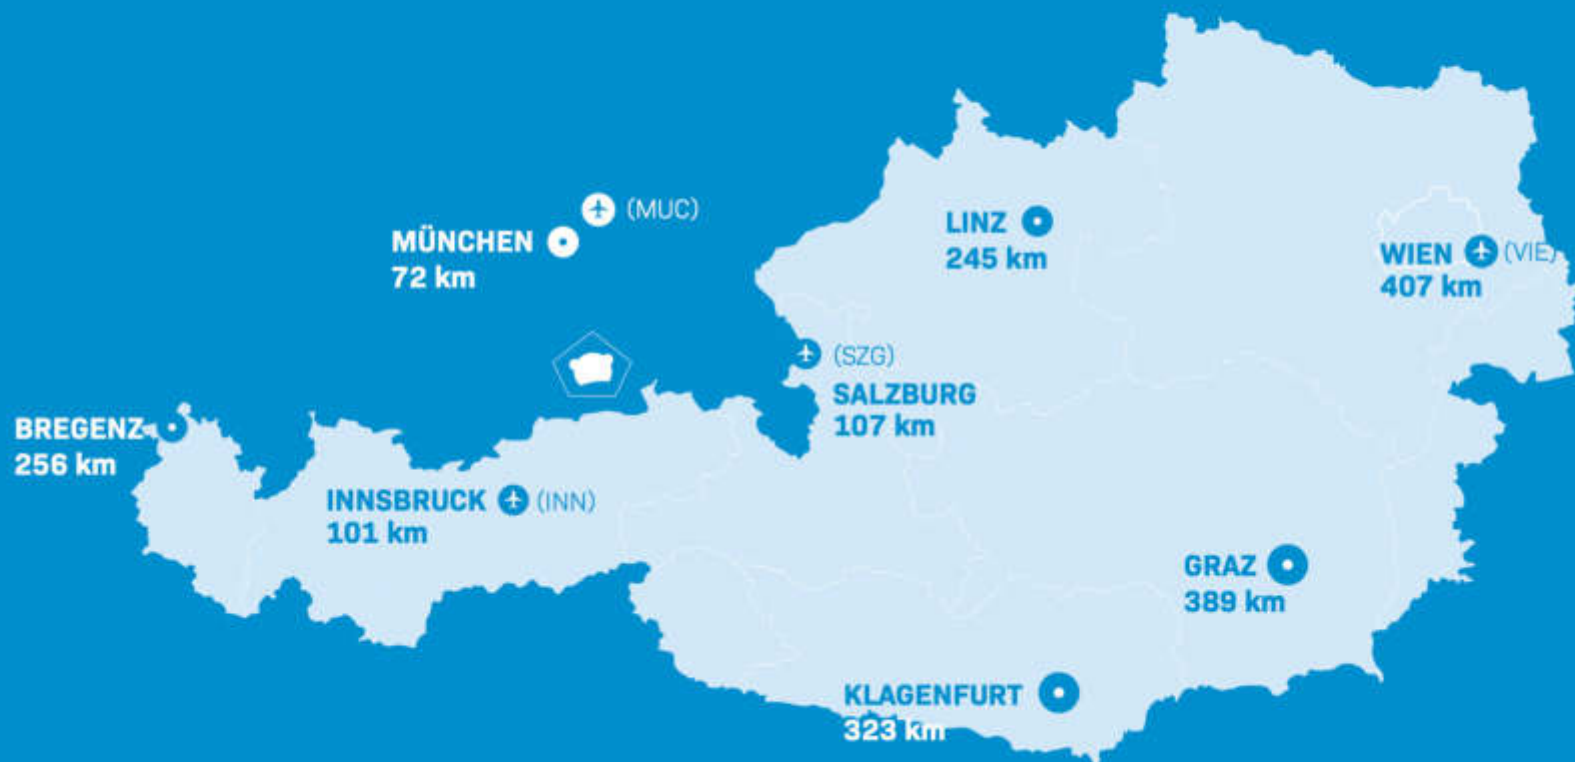 (MUC)
MÜNCHEN
72 km
LINZ
245 km
WIEN (VIE)
407 km
(SZG)
SALZBURG
107 km
BREGENZ
256 km
INNSBRUCK (INN)
101 km
GRAZ
389 km
KLAGENFURT
323 km